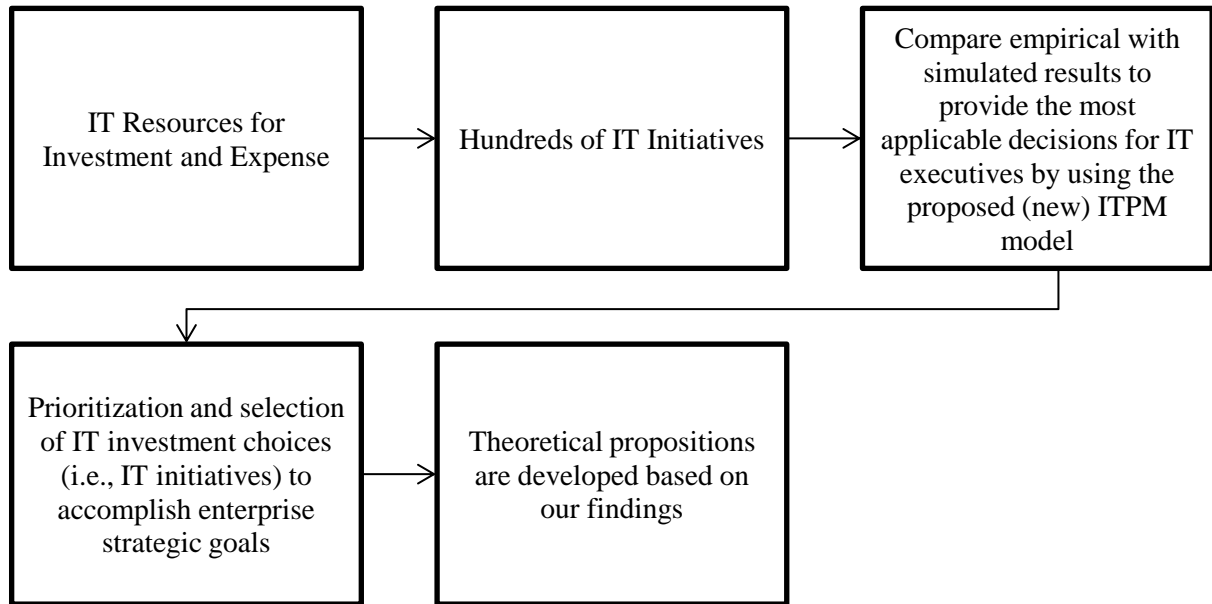 IT Resources for
Investment and Expense
Hundreds of IT Initiatives
Compare empirical with
simulated results to
provide the most
applicable decisions for IT
executives by using the
proposed (new) ITPM
model
Prioritization and selection
of IT investment choices
(i.e., IT initiatives) to
accomplish enterprise
strategic goals
Theoretical propositions
are developed based on
our findings